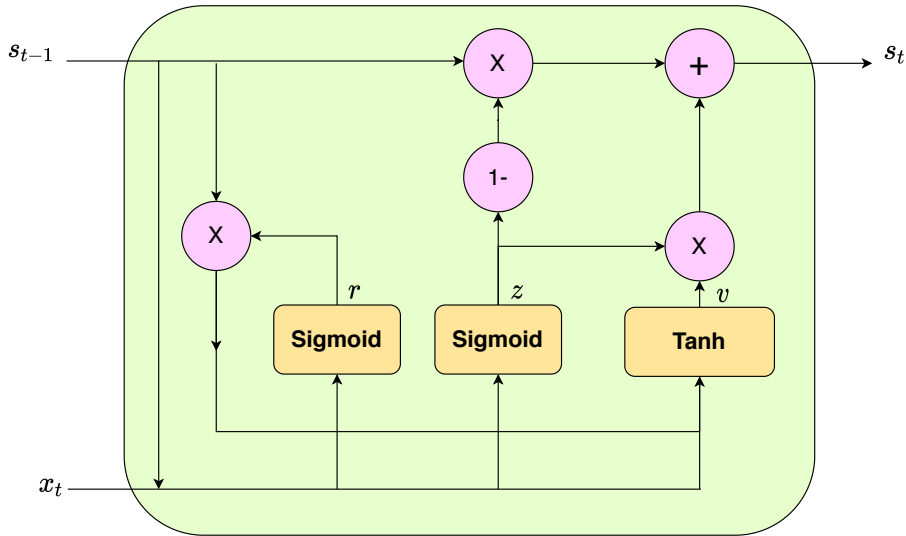 s_{t-1}
X
+
s_t
1-
X
X
r
z
v
Sigmoid
Sigmoid
Tanh
x_t